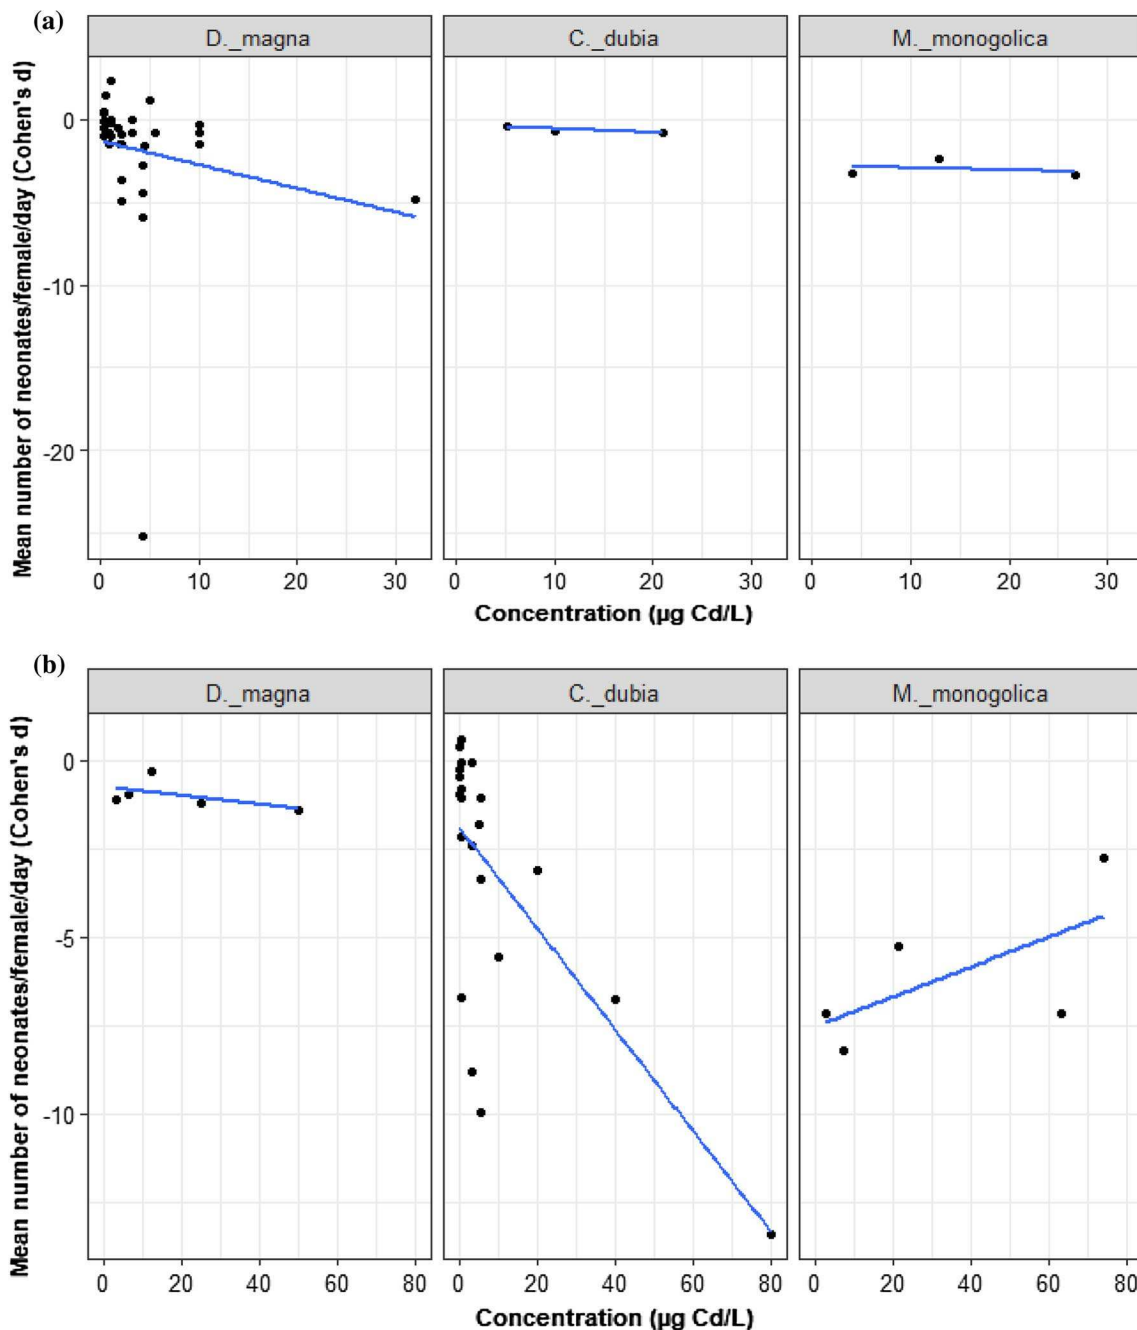 (a)
D._magna C._dubia M._monogolica
Mean number of neonates/female/day (Cohen's d)
0
-10
-20
0 10 20 30 0 10 20 30 0 10 20 30
Concentration (µg Cd/L)
(b)
D._magna C._dubia M._monogolica
Mean number of neonates/female/day (Cohen's d)
0
-5
-10
0 20 40 60 80 0 20 40 60 80 0 20 40 60 80
Concentration (µg Cd/L)